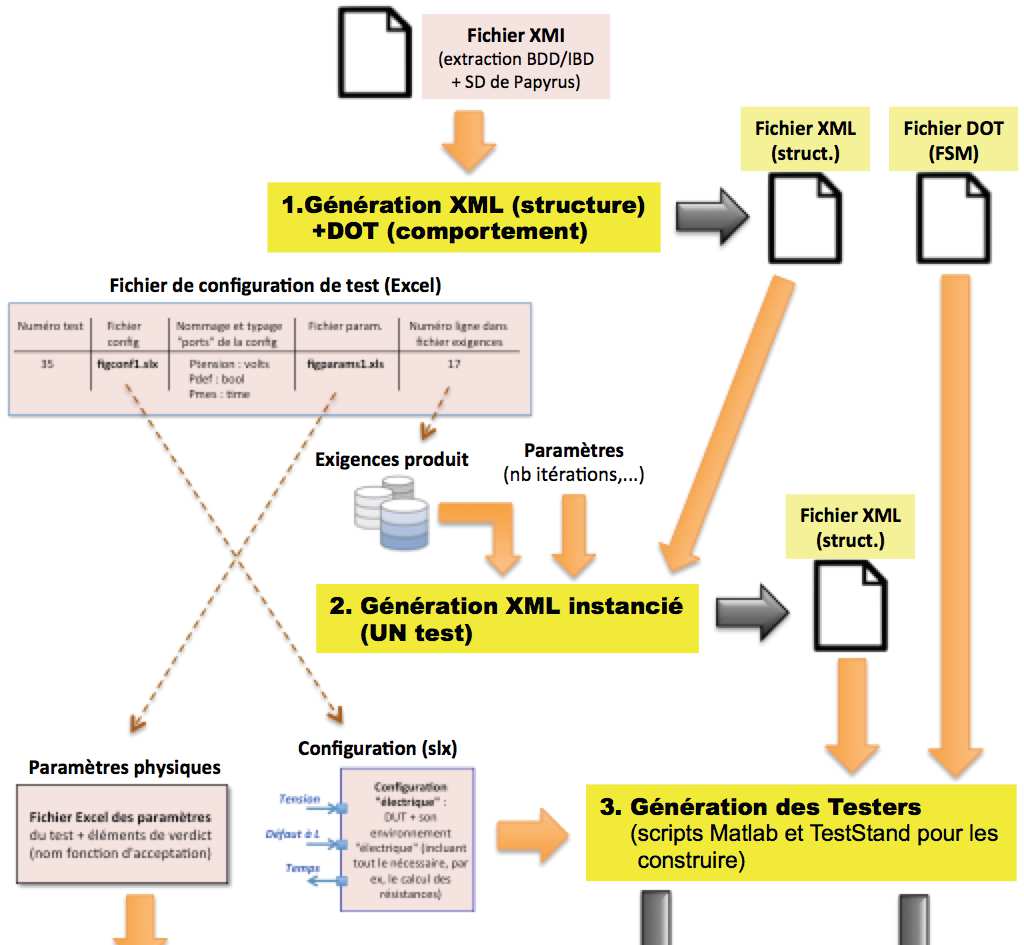 Fichier XMI
(extraction BDD/IBD
+ SD de Papyrus)
Fichier XML
(struct.)
Fichier DOT
(FSM)
1.Génération XML (structure)
+DOT (comportement)
Fichier de configuration de test (Excel)
Numéro test
Fichier
config
Nommage et typage
"ports" de la config
Fichier param.
Numéro ligne dans
fichier exigences
35
figconf1.slx
Ptension : volts
Pdef : bool
Pmes : time
figparams1.xls
17
Exigences produit
Paramètres
(nb itérations,...)
Fichier XML
(struct.)
2. Génération XML instancié
(UN test)
Paramètres physiques
Fichier Excel des paramètres
du test + éléments de verdict
(nom fonction d'acceptation)
Configuration (slx)
Tension
Défaut à L
Temps
Configuration
"électrique" :
DUT + son
environnement
"électrique" (incluant
tout le nécessaire, par
ex, le calcul des
résistances)
3. Génération des Testers
(scripts Matlab et TestStand pour les
construire)